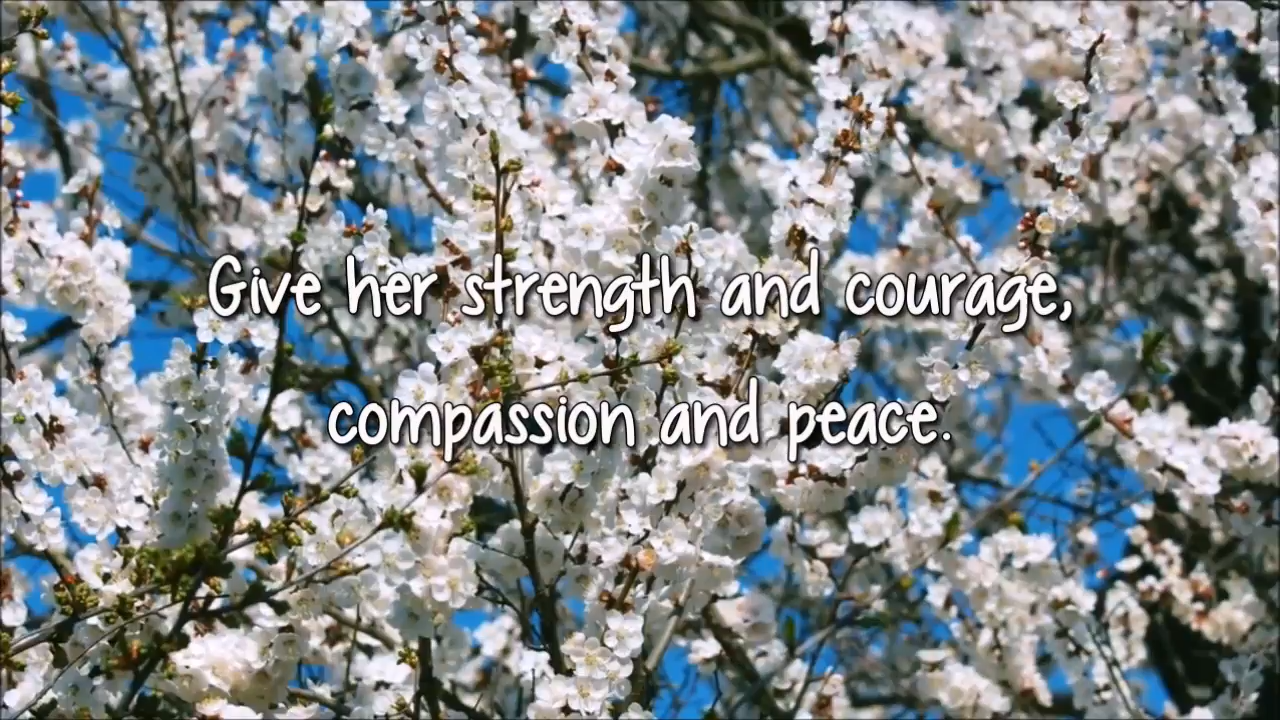 Give her strength and courage,
compassion and peace.